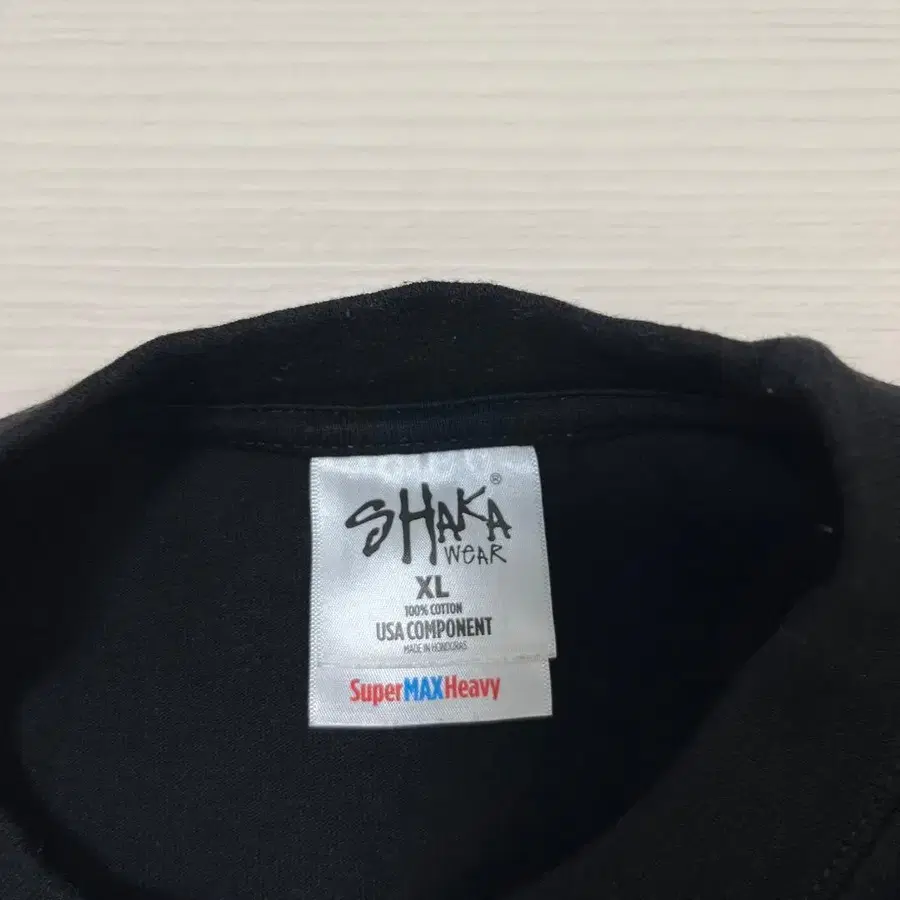 SHAKA®
WEAR
XL
100% COTTON
USA COMPONENT
MADE IN HONDURAS
SuperMAXHeavy